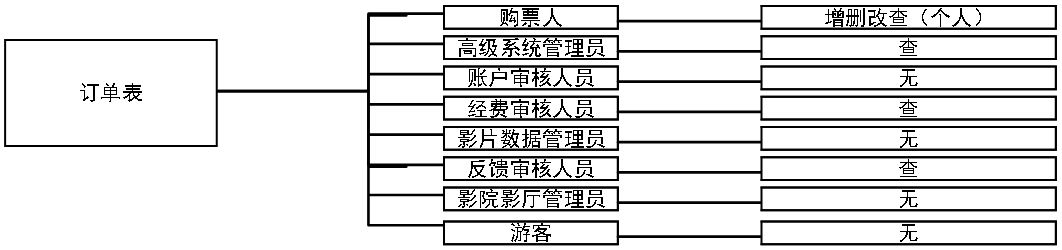 订单表
购票人 增删改查（个人）
高级系统管理员 查
账户审核人员 无
经费审核人员 查
影片数据管理员 无
反馈审核人员 查
影院影厅管理员 无
游客 无